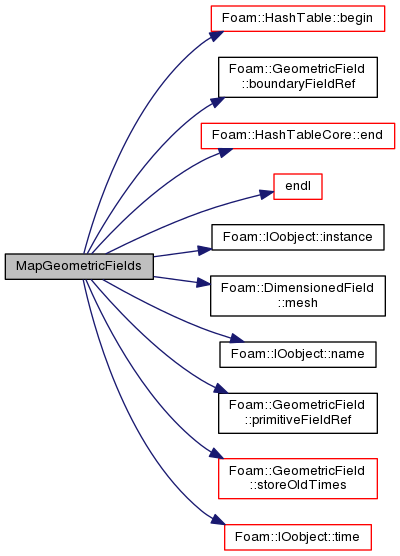 Foam::HashTable::begin
Foam::GeometricField
::boundaryFieldRef
Foam::HashTableCore::end
endl
Foam::IOobject::instance
MapGeometricFields
Foam::DimensionedField
::mesh
Foam::IOobject::name
Foam::GeometricField
::primitiveFieldRef
Foam::GeometricField
::storeOldTimes
Foam::IOobject::time